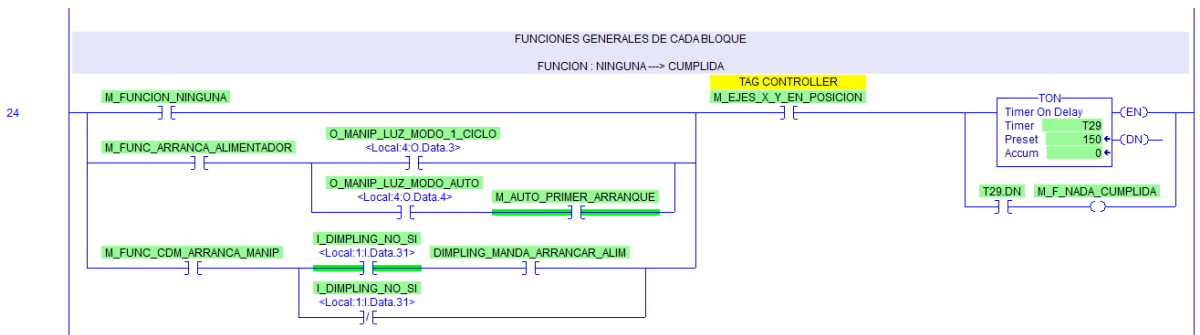 FUNCIONES GENERALES DE CADA BLOQUE
FUNCION : NINGUNA---> CUMPLIDA
24
M_FUNCION_NINGUNA
TAG CONTROLLER
M_EJES_X_Y_EN_POSICION
TON
Timer On Delay
Timer T29
Preset 150
Accum 0
(EN)
(DN)
M_FUNC_ARRANCA_ALIMENTADOR
O_MANIP_LUZ_MODO_1_CICLO
<Local:4:O.Data.3>
O_MANIP_LUZ_MODO_AUTO
<Local:4:O.Data.4>
M_AUTO_PRIMER_ARRANQUE
T29.DN
M_F_NADA_CUMPLIDA
M_FUNC_CDM_ARRANCA_MANIP
I_DIMPLING_NO_SI
<Local:1:I.Data.31>
DIMPLING_MANDA_ARRANCAR_ALIM
I_DIMPLING_NO_SI
<Local:1:I.Data.31>